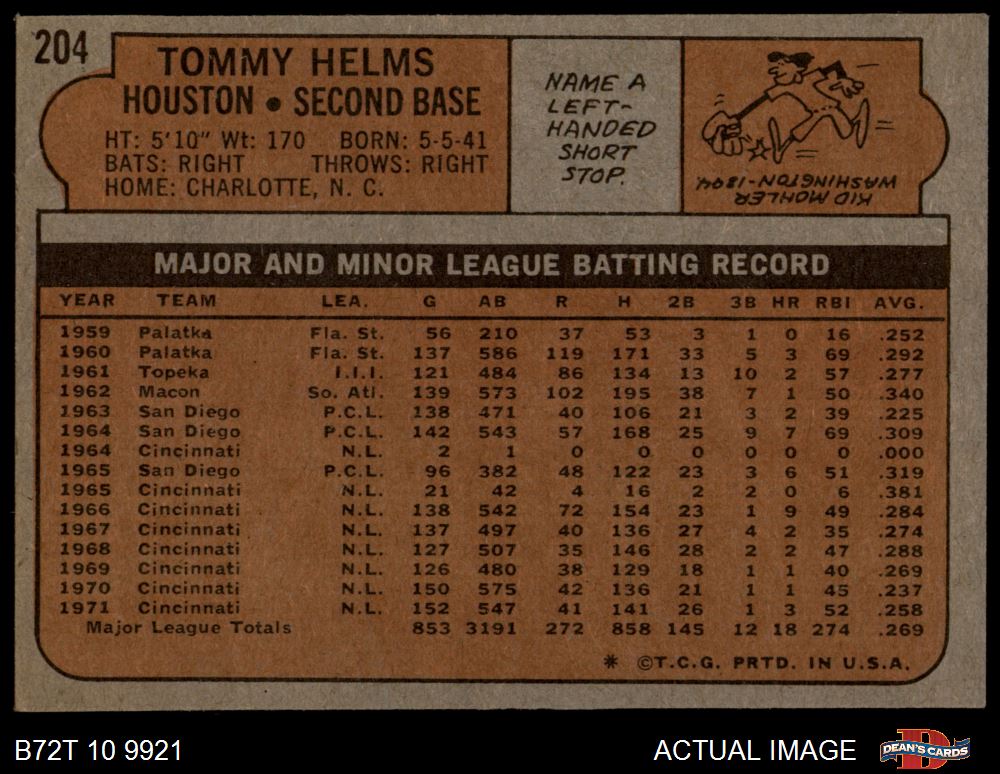 204
TOMMY HELMS
HOUSTON • SECOND BASE
HT: 5'10" Wt: 170 BORN: 5-5-41
BATS: RIGHT THROWS: RIGHT
HOME: CHARLOTTE, N. C.
NAME A
LEFT-
HANDED
SHORT
STOP.
KID MOHLER
WASHINGTON-1894
MAJOR AND MINOR LEAGUE BATTING RECORD
YEAR TEAM LEA. G AB R H 2B 3B HR RBI AVG.
1959 Palatka Fla. St. 56 210 37 53 3 1 0 16 .252
1960 Palatka Fla. St. 137 586 119 171 33 5 3 69 .292
1961 Topeka I.I.I. 121 484 86 134 13 10 2 57 .277
1962 Macon So. Atl. 139 573 102 195 38 7 1 50 .340
1963 San Diego P.C.L. 138 471 40 106 21 3 2 39 .225
1964 San Diego P.C.L. 142 543 57 168 25 9 7 69 .309
1964 Cincinnati N.L. 2 1 0 0 0 0 0 0 .000
1965 San Diego P.C.L. 96 382 48 122 23 3 6 51 .319
1965 Cincinnati N.L. 21 42 4 16 2 2 0 6 .381
1966 Cincinnati N.L. 138 542 72 154 23 1 9 49 .284
1967 Cincinnati N.L. 137 497 40 136 27 4 2 35 .274
1968 Cincinnati N.L. 127 507 35 146 28 2 2 47 .288
1969 Cincinnati N.L. 126 480 38 129 18 1 1 40 .269
1970 Cincinnati N.L. 150 575 42 136 21 1 1 45 .237
1971 Cincinnati N.L. 152 547 41 141 26 1 3 52 .258
Major League Totals 853 3191 272 858 145 12 18 274 .269
* ©T.C.G. PRTD. IN U.S.A.
B72T 10 9921
ACTUAL IMAGE
DEAN'S CARDS